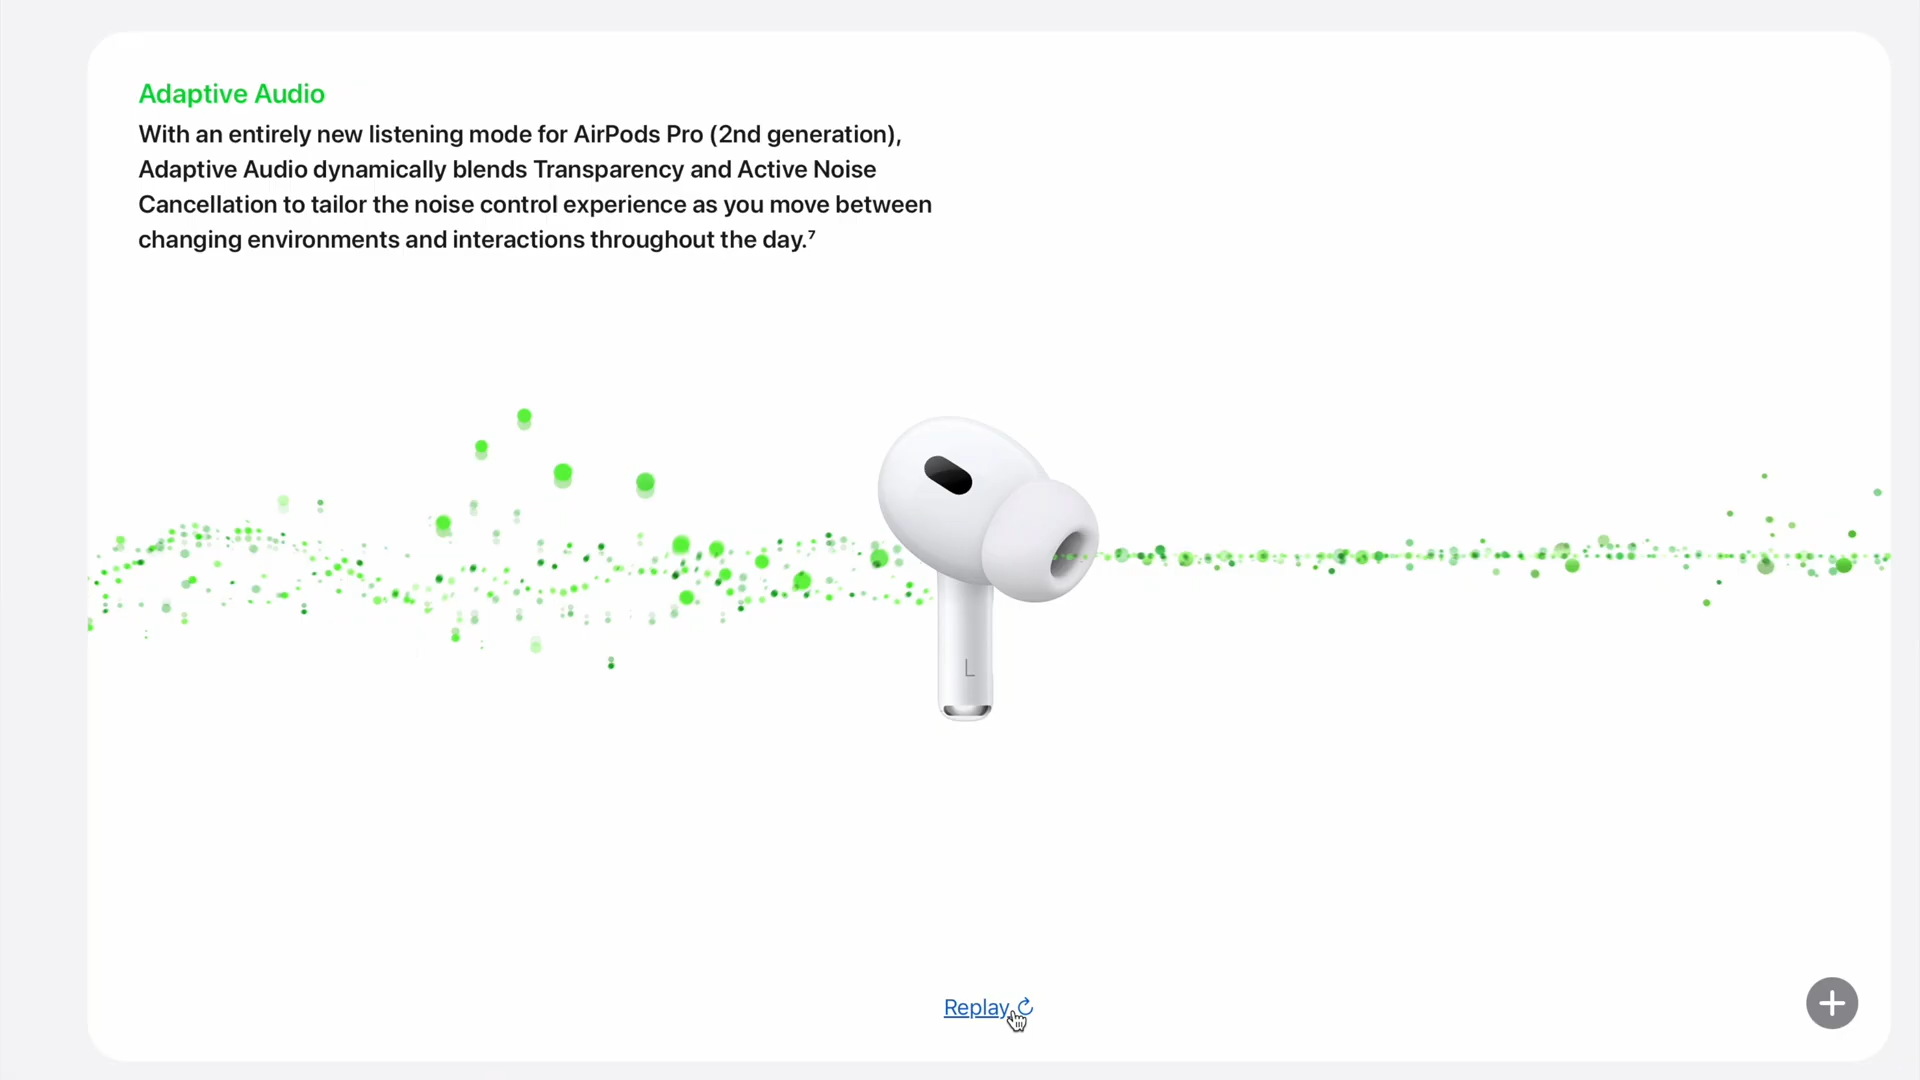 Adaptive Audio
With an entirely new listening mode for AirPods Pro (2nd generation),
Adaptive Audio dynamically blends Transparency and Active Noise
Cancellation to tailor the noise control experience as you move between
changing environments and interactions throughout the day.⁷
L
Replay